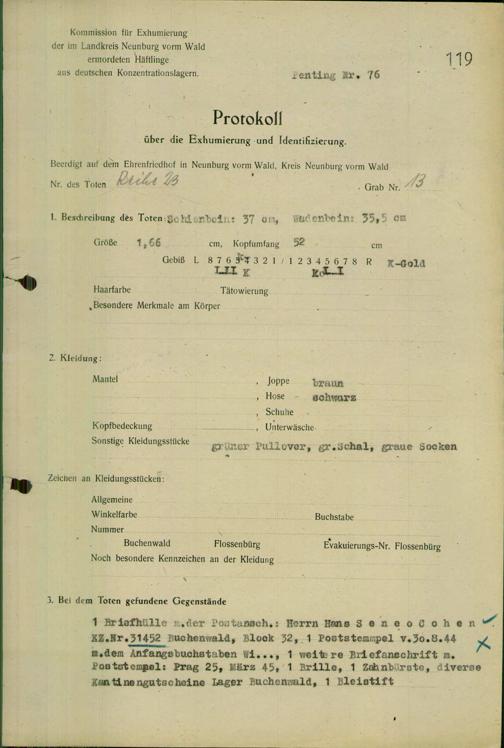 Kommission für Exhumierung
der im Landkreis Neunburg vorm Wald
ermordeten Häftlinge
aus deutschen Konzentrationslagern.
Penting Nr. 76
119
Protokoll
über die Exhumierung und Identifizierung.
Beerdigt auf dem Ehrenfriedhof in Neunburg vorm Wald, Kreis Neunburg vorm Wald
Nr. des Toten Reihe 23 Grab Nr. 13
1. Beschreibung des Toten: Schienbein: 37 cm, Wadenbein: 35,5 cm
Größe 1,66 cm, Kopfumfang 52 cm
Gebiß L 8 7 6 5 4 3 2 1 / 1 2 3 4 5 6 7 8 R K-Gold
Haarfarbe Tätowierung
Besondere Merkmale am Körper
2. Kleidung:
Mantel , Joppe braun
, Hose schwarz
, Schuhe
Kopfbedeckung , Unterwäsche
Sonstige Kleidungsstücke grüner Pullover, gr.Schal, graue Socken
Zeichen an Kleidungsstücken:
Allgemeine
Winkelfarbe Buchstabe
Nummer
Buchenwald Flossenbürg Evakuierungs-Nr. Flossenbürg
Noch besondere Kennzeichen an der Kleidung
3. Bei dem Toten gefundene Gegenstände
1 Briefhülle m.der Postansch.: Herrn Hans S e n e o C o h e n
KZ.Nr.31452 Buchenwald, Block 32, 1 Poststempel v.30.8.44
m.dem Anfangsbuchstaben Wi..., 1 weitere Briefanschrift m.
Poststempel: Prag 25, März 45, 1 Brille, 1 Zahnbürste, diverse
Kantinengutscheine Lager Buchenwald, 1 Bleistift